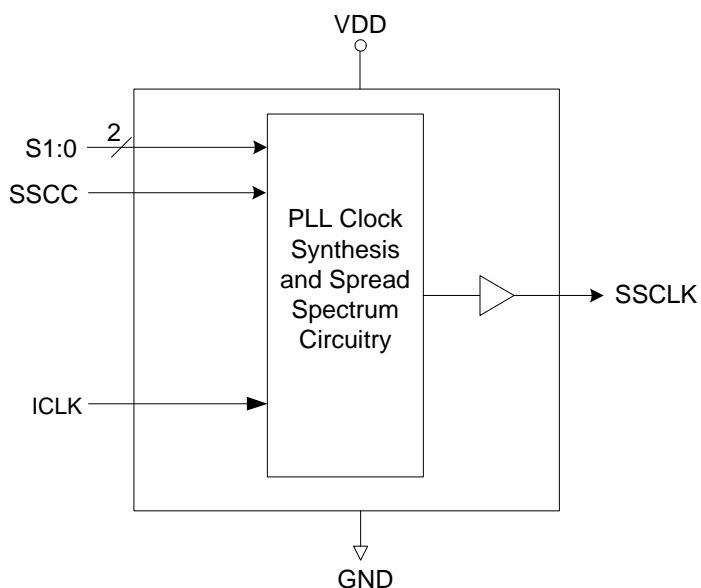 VDD
2
S1:0
SSCC
PLL Clock
Synthesis
and Spread
Spectrum
Circuitry
SSCLK
ICLK
GND